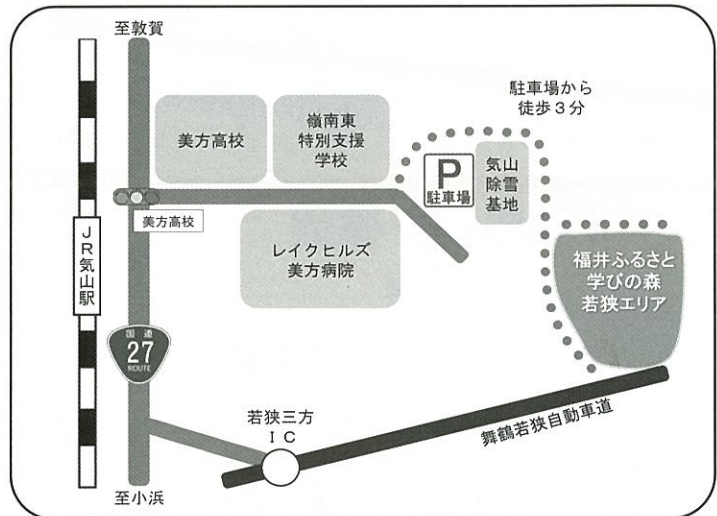 至敦賀
駐車場から
徒歩3分
美方高校
嶺南東
特別支援
学校
P
駐車場
気山
除雪
基地
美方高校
JR気山駅
レイクヒルズ
美方病院
福井ふるさと
学びの森
若狭エリア
国道
27
ROUTE
若狭三方
IC
舞鶴若狭自動車道
至小浜